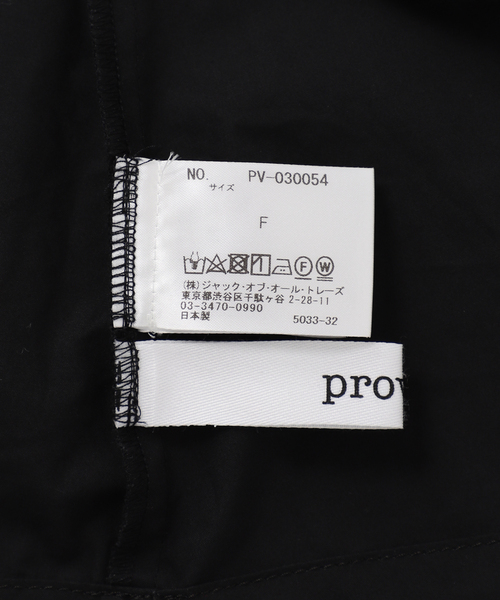 NO. PV-030054
サイズ
F
F W
(株)ジャック・オブ・オール・トレーズ
東京都渋谷区千駄ヶ谷 2-28-11
03-3470-0990
日本製 5033-32
prov